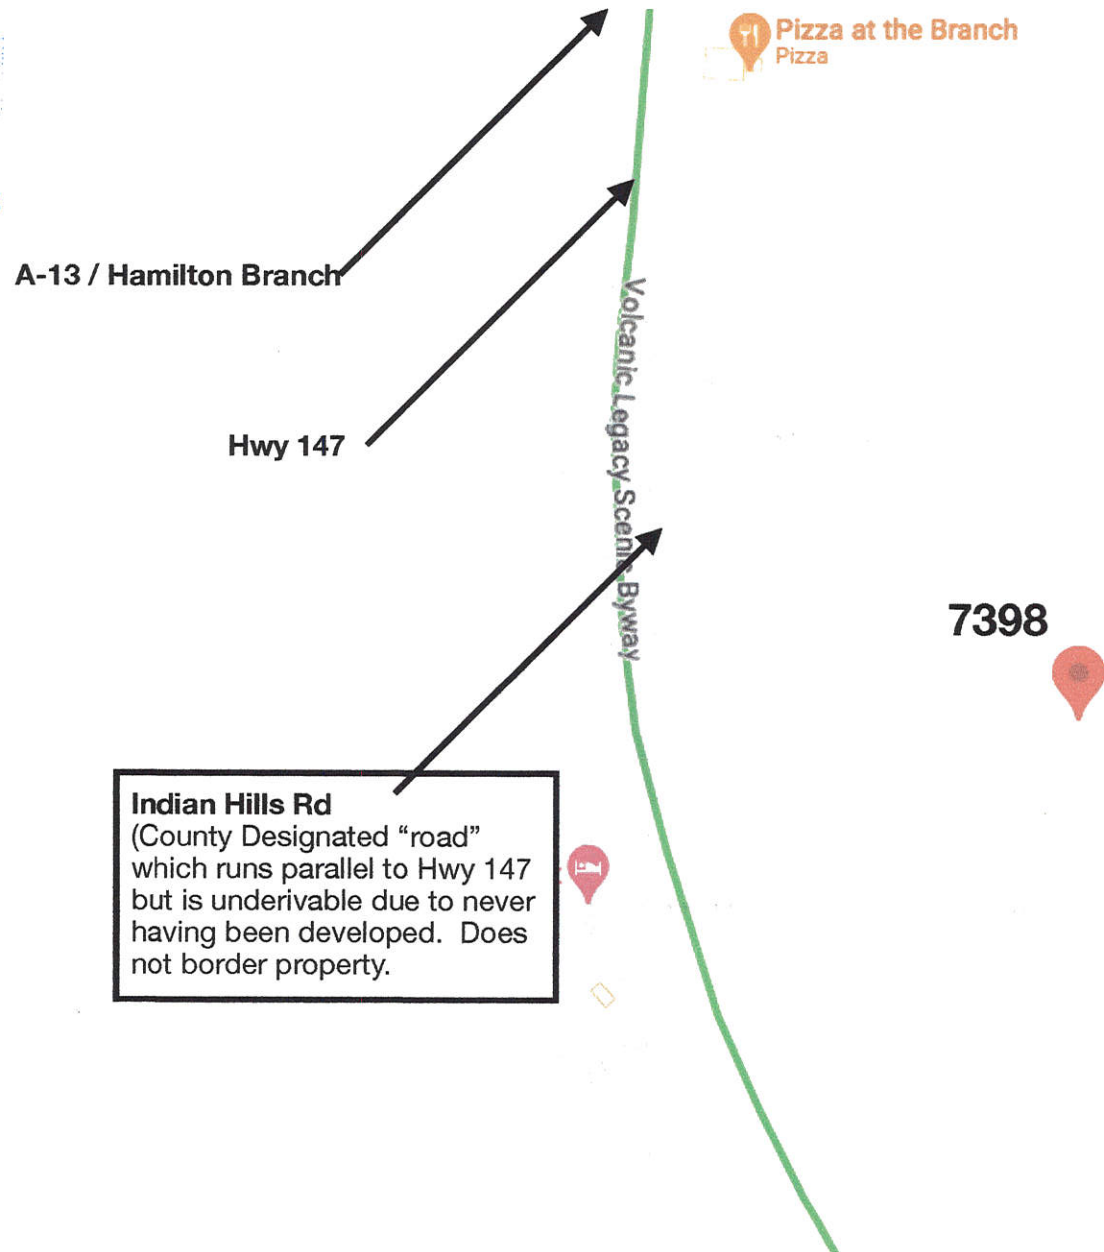 Pizza at the Branch
Pizza
A-13 / Hamilton Branch
Hwy 147
Volcanic Legacy Scenic Byway
7398
Indian Hills Rd
(County Designated “road”
which runs parallel to Hwy 147
but is underivable due to never
having been developed.  Does
not border property.